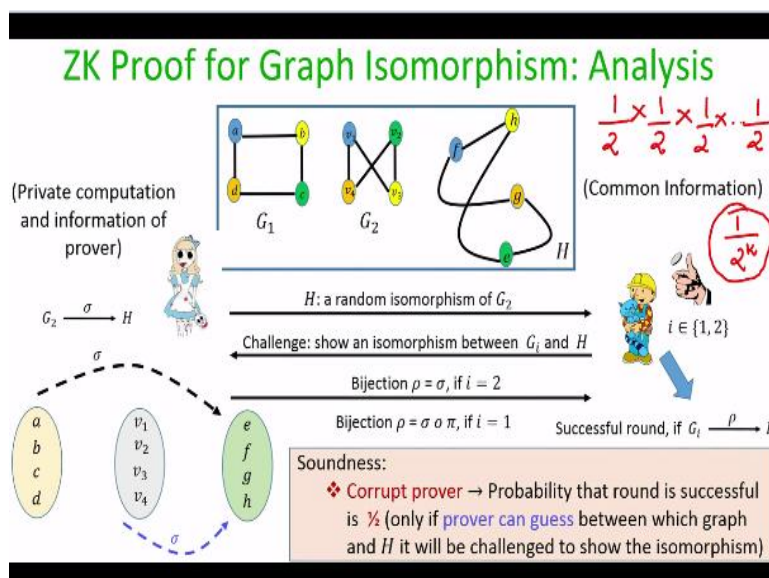 ZK Proof for Graph Isomorphism: Analysis
1/2 × 1/2 × 1/2 × .. 1/2
a
b
d
c
G₁
v₁
v₂
v₄
v₃
G₂
h
f
g
e
H
(Private computation
and information of
prover)
(Common Information)
1/2ᵏ
G₂ σ H
H: a random isomorphism of G₂
i ∈ {1, 2}
Challenge: show an isomorphism between Gᵢ and H
σ
Bijection ρ = σ, if i = 2
Bijection ρ = σ o π, if i = 1
Successful round, if Gᵢ ρ
a
b
c
d
v₁
v₂
v₃
v₄
e
f
g
h
σ
Soundness:
❖ Corrupt prover → Probability that round is successful
is ½ (only if prover can guess between which graph
and H it will be challenged to show the isomorphism)